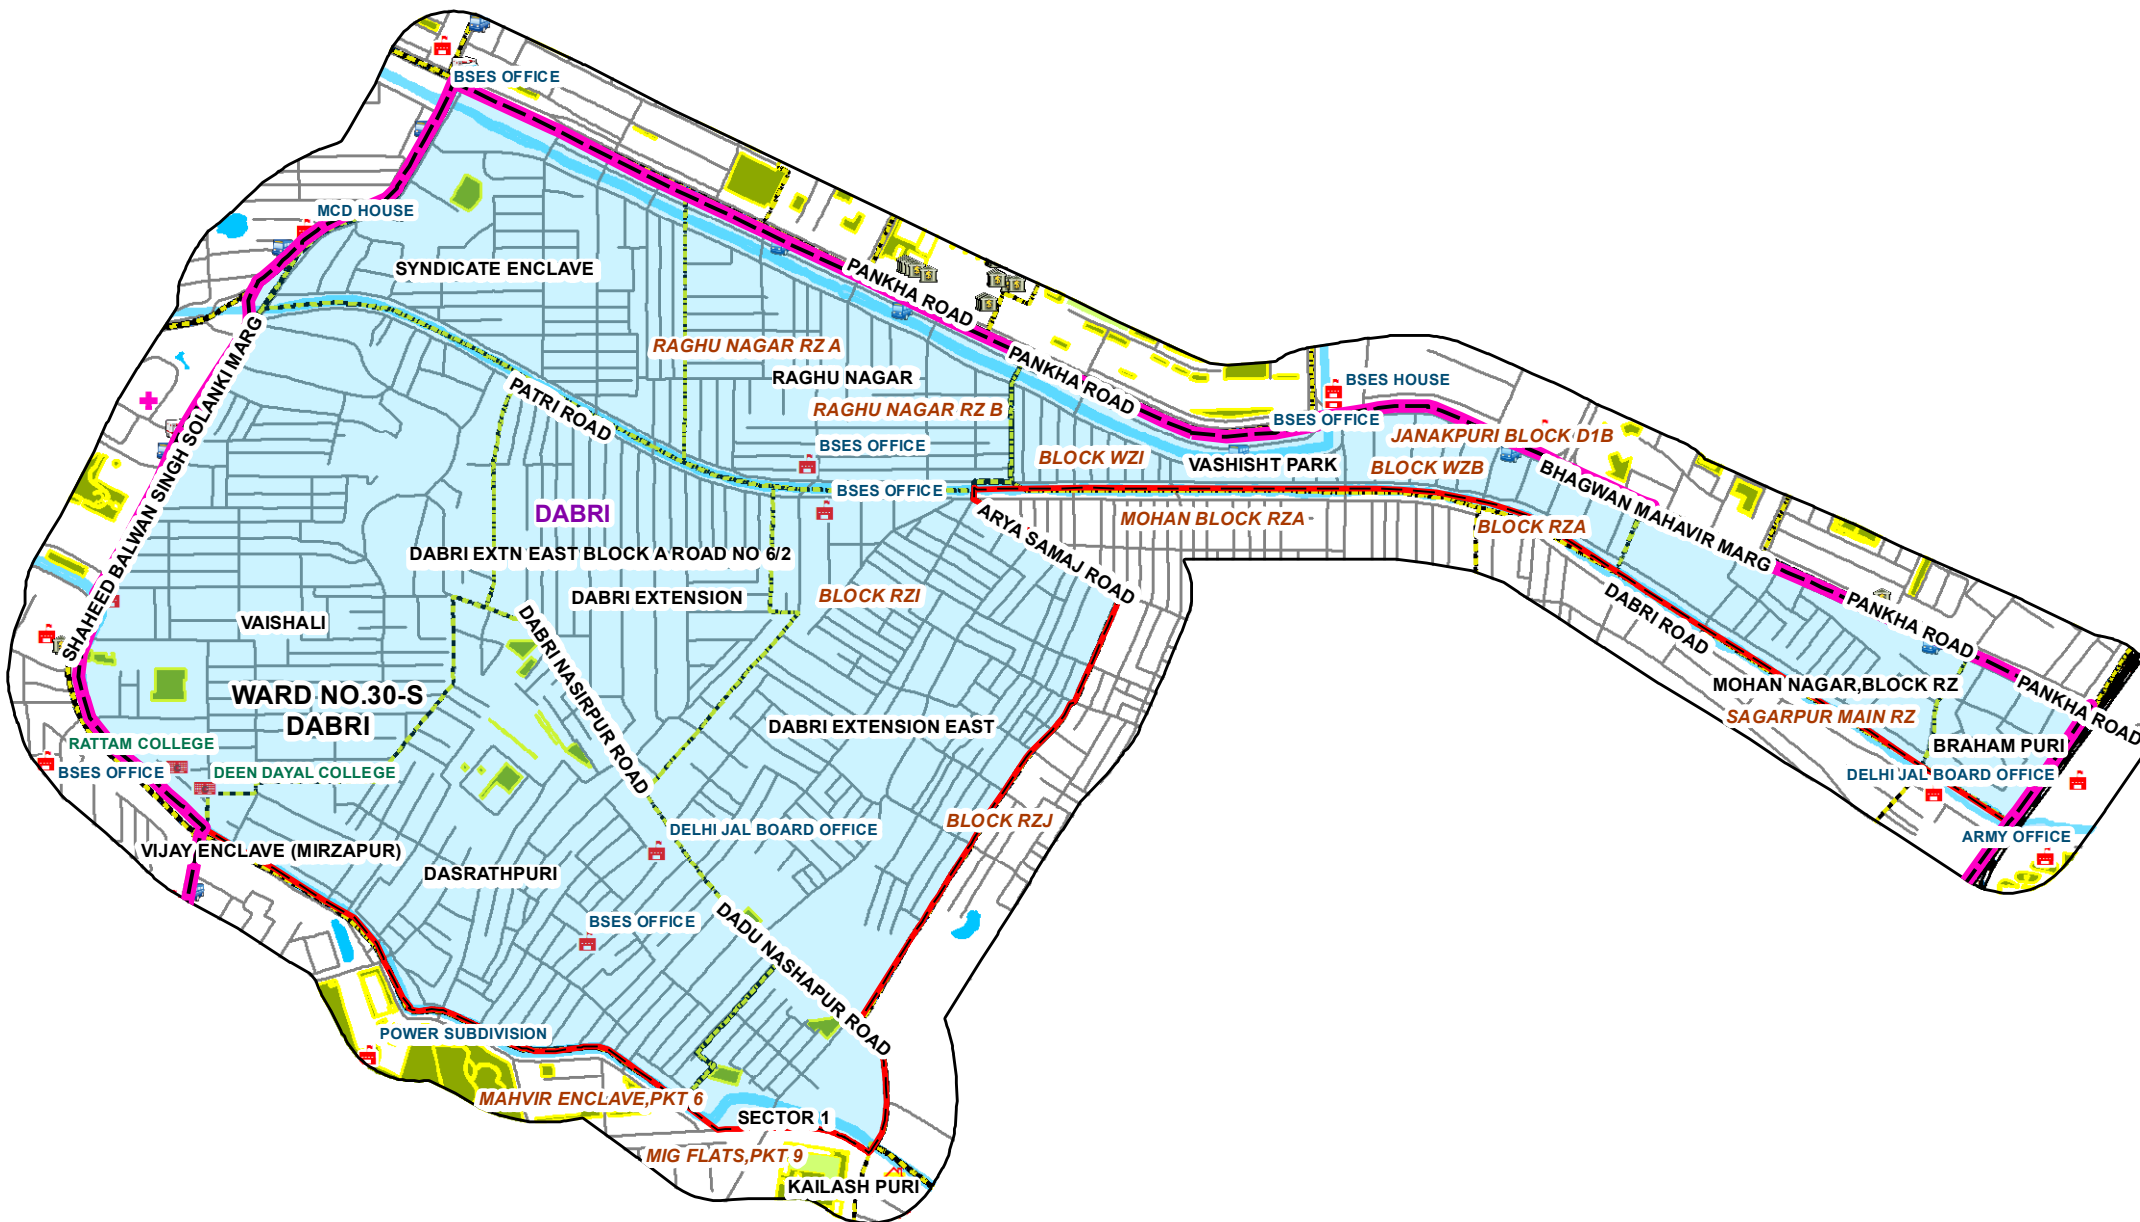 BSES OFFICE
MCD HOUSE
SYNDICATE ENCLAVE
PANKHA ROAD
RAGHU NAGAR RZ A
RAGHU NAGAR
PANKHA ROAD
RAGHU NAGAR RZ B
BSES HOUSE
BSES OFFICE
SHAHEED BALWAN SINGH SOLANKI MARG
PATRI ROAD
BSES OFFICE
BLOCK WZI
VASHISHT PARK
JANAKPURI BLOCK D1B
BLOCK WZB
BHAGWAN MAHAVIR MARG
BSES OFFICE
DABRI
ARYA SAMAJ ROAD
MOHAN BLOCK RZA
BLOCK RZA
DABRI EXTN EAST BLOCK A ROAD NO 6/2
DABRI EXTENSION
BLOCK RZI
DABRI ROAD
PANKHA ROAD
VAISHALI
DABRI NASIRPUR ROAD
WARD NO.30-S
DABRI
DABRI EXTENSION EAST
MOHAN NAGAR,BLOCK RZ
SAGARPUR MAIN RZ
PANKHA ROAD
BRAHAM PURI
RATTAM COLLEGE
BSES OFFICE
DEEN DAYAL COLLEGE
DELHI JAL BOARD OFFICE
BLOCK RZJ
DELHI JAL BOARD OFFICE
ARMY OFFICE
VIJAY ENCLAVE (MIRZAPUR)
DASRATHPURI
BSES OFFICE
DADU NASHAPUR ROAD
POWER SUBDIVISION
MAHVIR ENCLAVE,PKT 6
SECTOR 1
MIG FLATS,PKT 9
KAILASH PURI